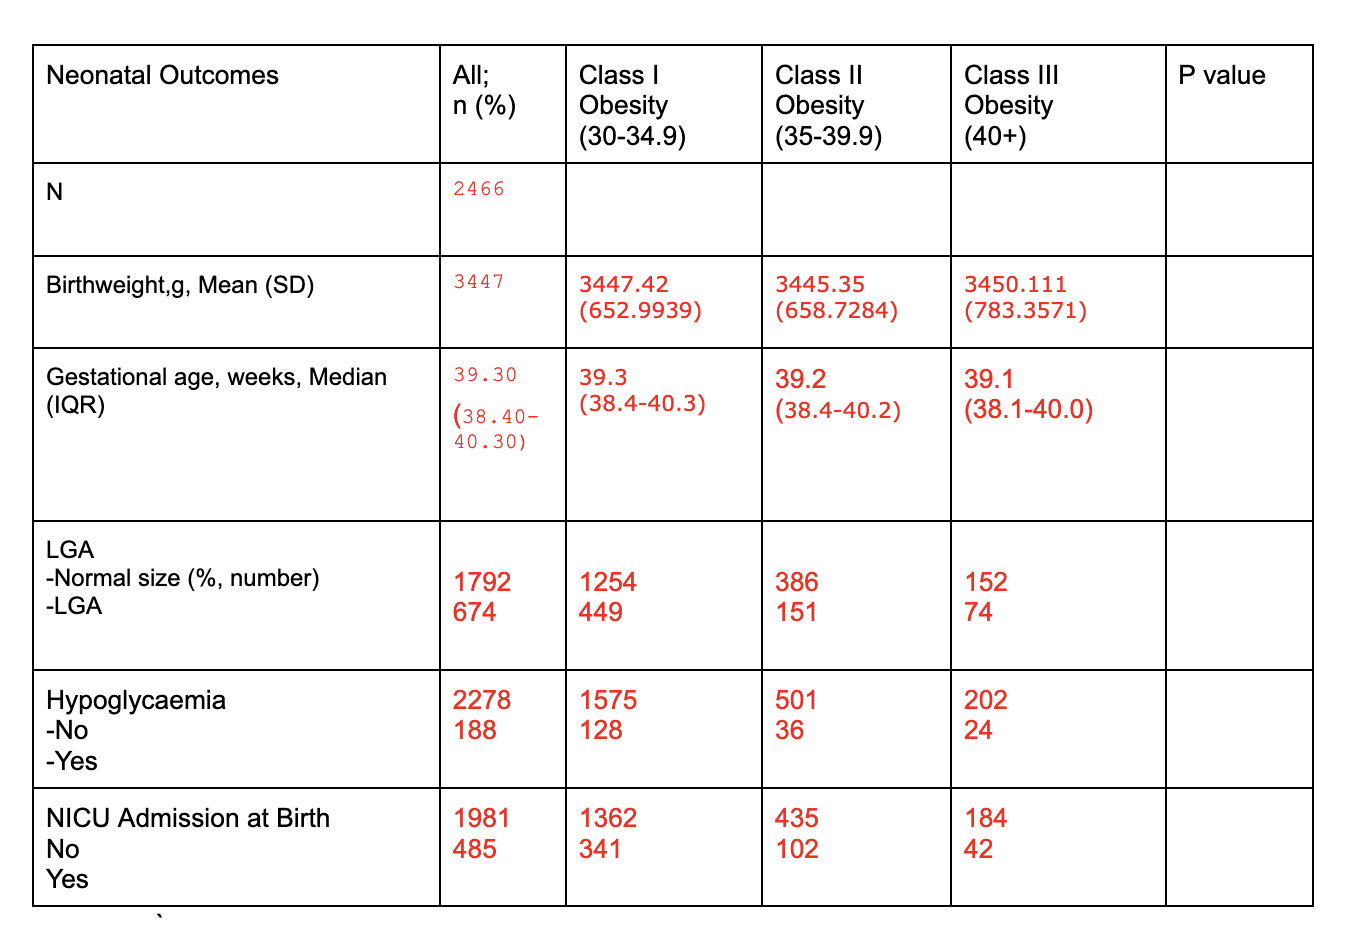 Neonatal Outcomes
All;
n (%)
Class I
Obesity
(30-34.9)
Class II
Obesity
(35-39.9)
Class III
Obesity
(40+)
P value
N
2466
Birthweight,g, Mean (SD)
3447
3447.42
(652.9939)
3445.35
(658.7284)
3450.111
(783.3571)
Gestational age, weeks, Median
(IQR)
39.30
(38.40-
40.30)
39.3
(38.4-40.3)
39.2
(38.4-40.2)
39.1
(38.1-40.0)
LGA
-Normal size (%, number)
-LGA
1792
674
1254
449
386
151
152
74
Hypoglycaemia
-No
-Yes
2278
188
1575
128
501
36
202
24
NICU Admission at Birth
No
Yes
1981
485
1362
341
435
102
184
42
`